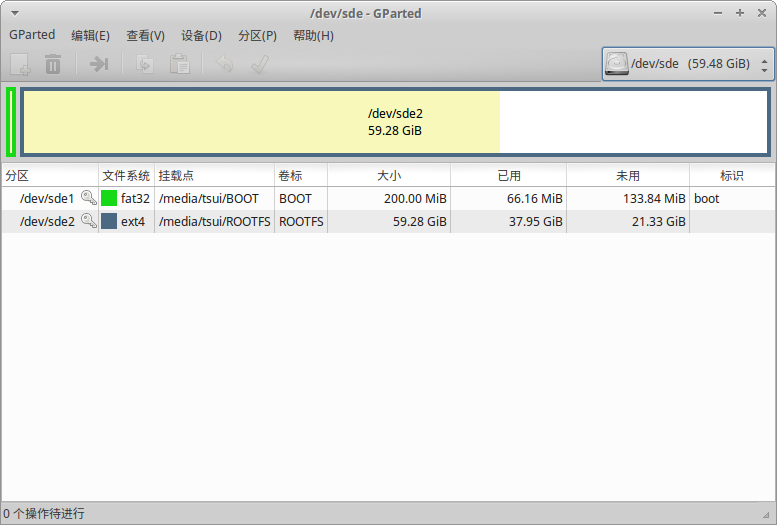 /dev/sde - GParted
GParted 编辑(E) 查看(V) 设备(D) 分区(P) 帮助(H)
/dev/sde (59.48 GiB)
/dev/sde2
59.28 GiB
分区 文件系统 挂载点 卷标 大小 已用 未用 标识
/dev/sde1 fat32 /media/tsui/BOOT BOOT 200.00 MiB 66.16 MiB 133.84 MiB boot
/dev/sde2 ext4 /media/tsui/ROOTFS ROOTFS 59.28 GiB 37.95 GiB 21.33 GiB
0 个操作待进行